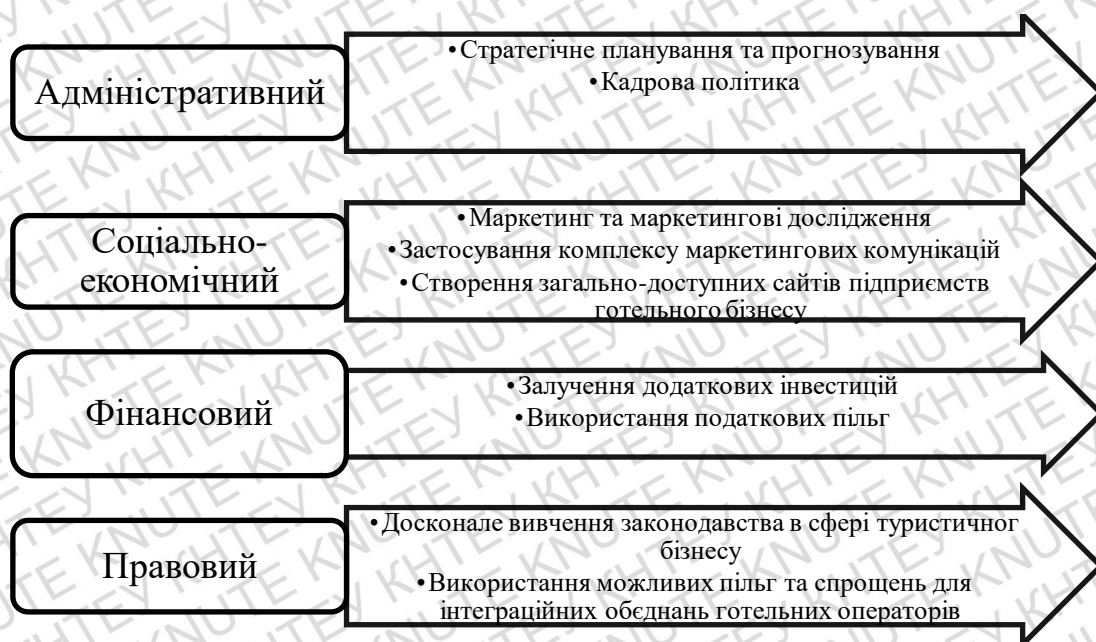 Адміністративний
•Стратегічне планування та прогнозування
•Кадрова політика
Соціально-
економічний
•Маркетинг та маркетингові дослідження
•Застосування комплексу маркетингових комунікацій
•Створення загально-доступних сайтів підприємств
готельного бізнесу
Фінансовий
•Залучення додаткових інвестицій
•Використання податкових пільг
Правовий
•Досконале вивчення законодавства в сфері туристичног
бізнесу
•Використання можливих пільг та спрощень для
інтеграційних обєднань готельних операторів